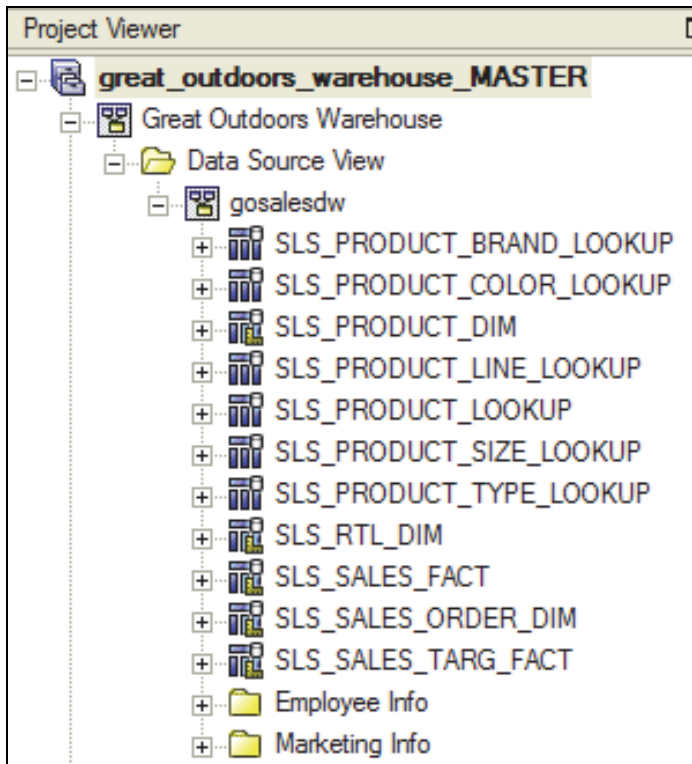 Project Viewer
great_outdoors_warehouse_MASTER
Great Outdoors Warehouse
Data Source View
gosalesdw
SLS_PRODUCT_BRAND_LOOKUP
SLS_PRODUCT_COLOR_LOOKUP
SLS_PRODUCT_DIM
SLS_PRODUCT_LINE_LOOKUP
SLS_PRODUCT_LOOKUP
SLS_PRODUCT_SIZE_LOOKUP
SLS_PRODUCT_TYPE_LOOKUP
SLS_RTL_DIM
SLS_SALES_FACT
SLS_SALES_ORDER_DIM
SLS_SALES_TARG_FACT
Employee Info
Marketing Info